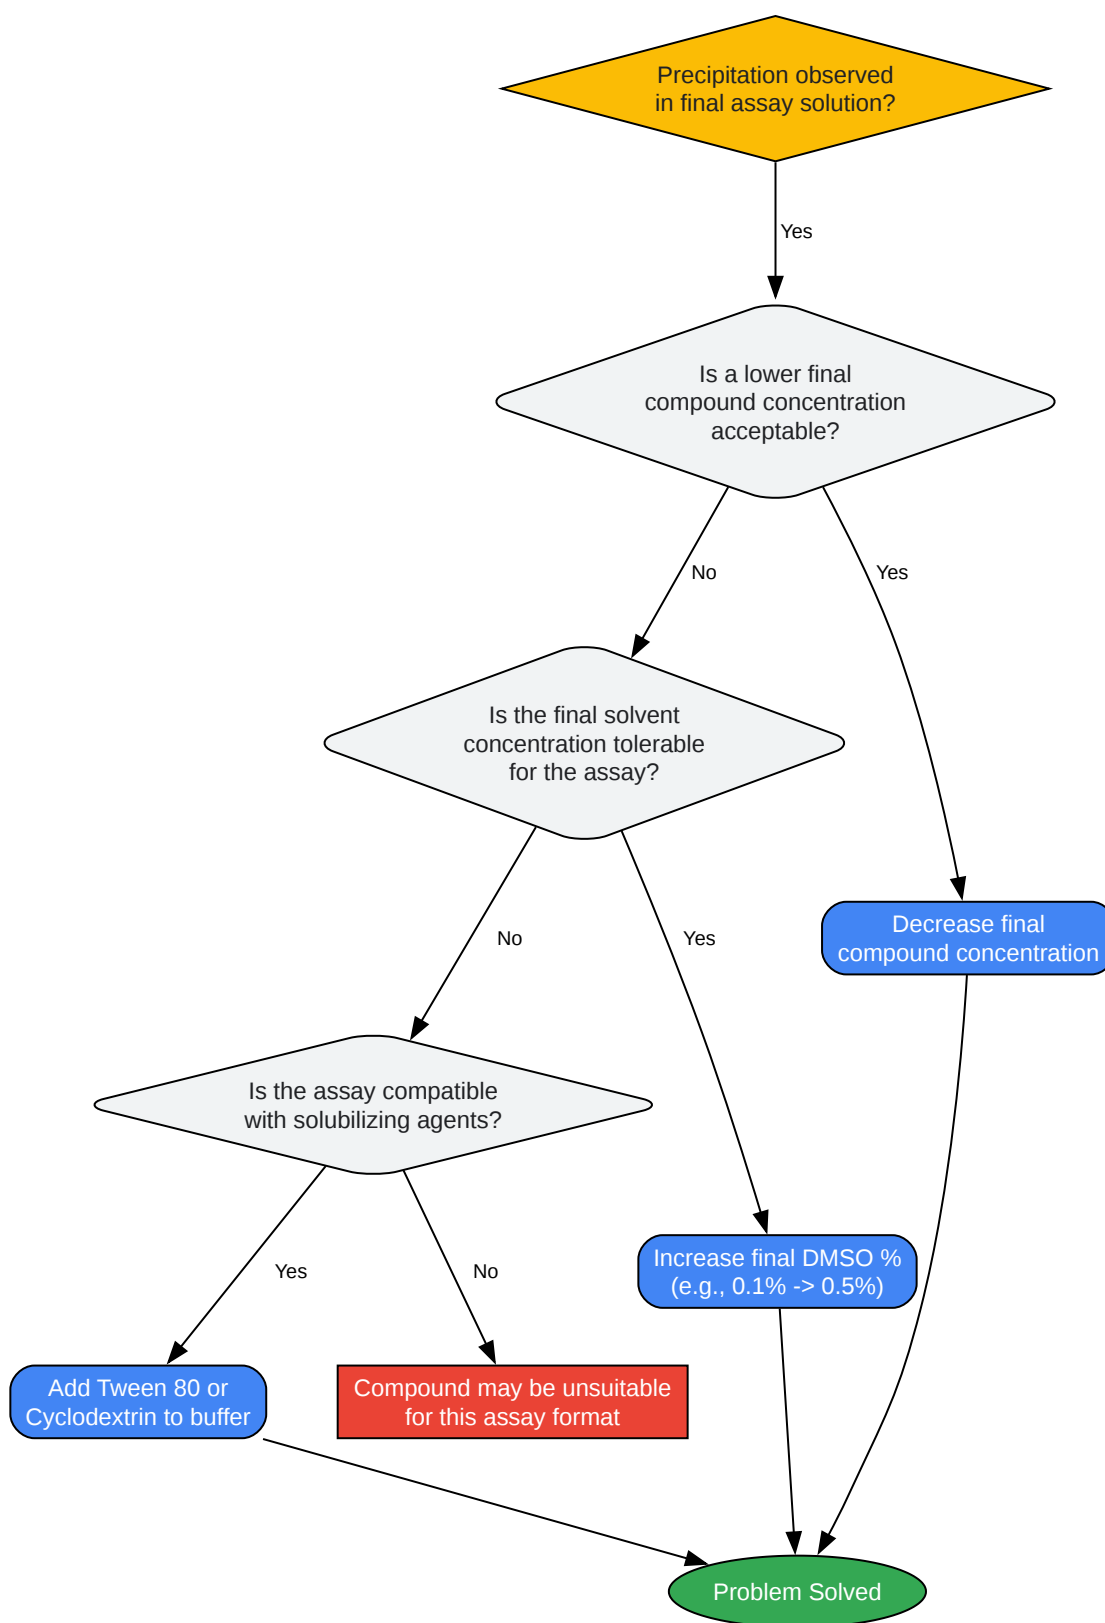 Precipitation observed
in final assay solution?
Yes
Is a lower final
compound concentration
acceptable?
No
Yes
Is the final solvent
concentration tolerable
for the assay?
Decrease final
compound concentration
No
Yes
Is the assay compatible
with solubilizing agents?
Yes
No
Increase final DMSO %
(e.g., 0.1% -> 0.5%)
Add Tween 80 or
Cyclodextrin to buffer
Compound may be unsuitable
for this assay format
Problem Solved